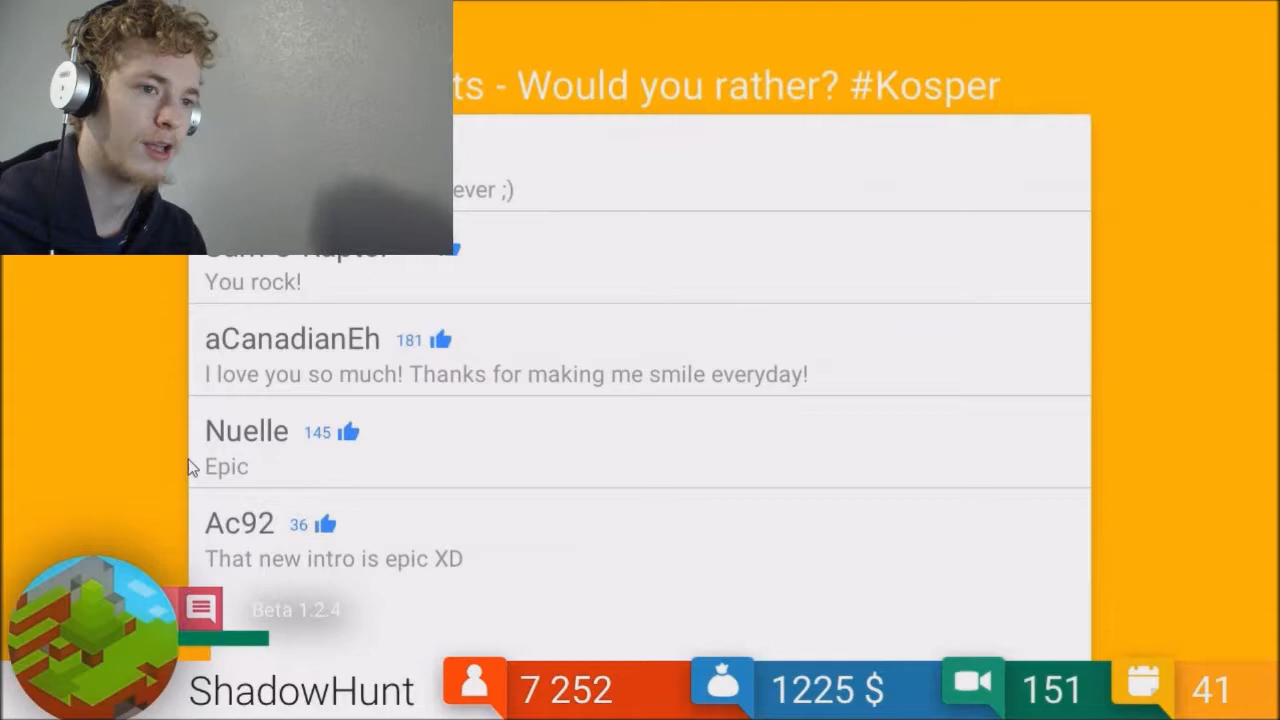 ts - Would you rather? #Kosper
ever ;)
You rock!
aCanadianEh 181
I love you so much! Thanks for making me smile everyday!
Nuelle 145
Epic
Ac92 36
That new intro is epic XD
Beta 1.2.4
ShadowHunt 7 252 1225 $ 151 41